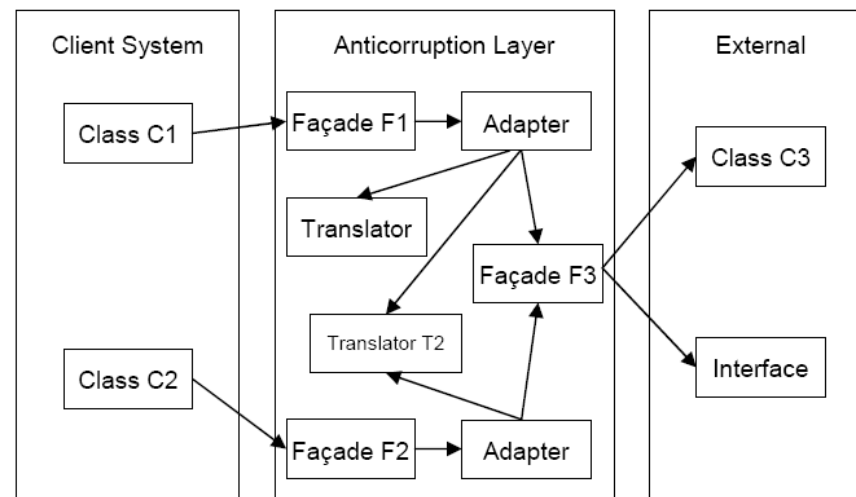 Client System
Anticorruption Layer
External
Class C1
Façade F1
Adapter
Class C3
Translator
Façade F3
Translator T2
Class C2
Interface
Façade F2
Adapter